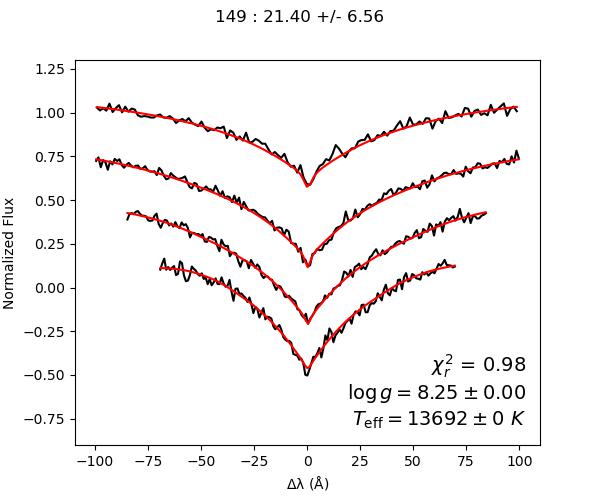 149 : 21.40 +/- 6.56
1.25
1.00
0.75
0.50
0.25
0.00
−0.25
−0.50
−0.75
Normalized Flux
χ²ᵣ = 0.98
log g = 8.25 ± 0.00
T_eff = 13692 ± 0 K
−100 −75 −50 −25 0 25 50 75 100
Δλ (Å)